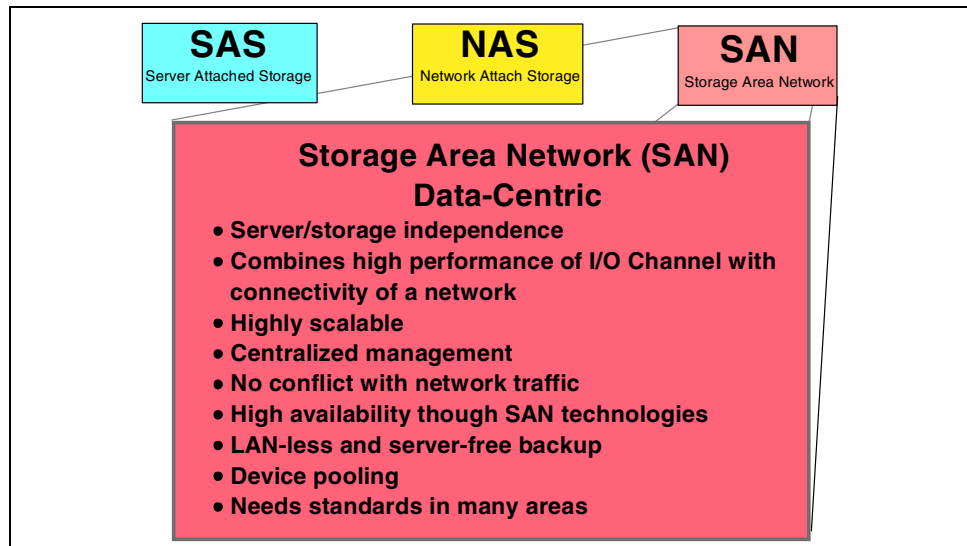 SAS
Server Attached Storage
NAS
Network Attach Storage
SAN
Storage Area Network
Storage Area Network (SAN)
Data-Centric
• Server/storage independence
• Combines high performance of I/O Channel with
connectivity of a network
• Highly scalable
• Centralized management
• No conflict with network traffic
• High availability though SAN technologies
• LAN-less and server-free backup
• Device pooling
• Needs standards in many areas